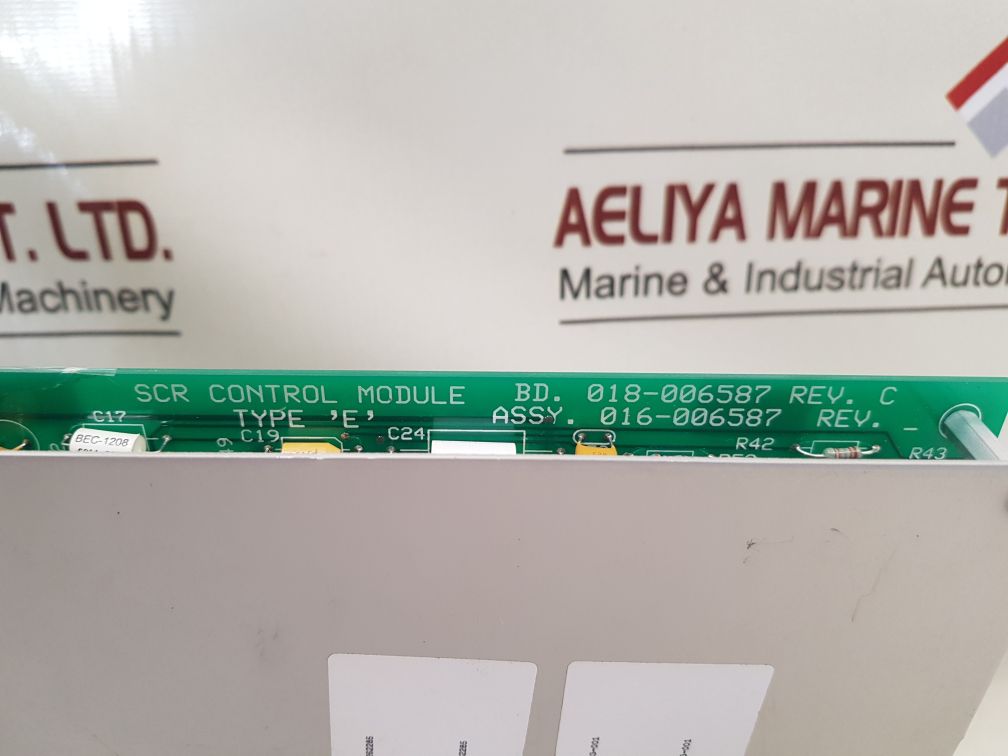 T. LTD.
Machinery
AELIYA MARINE T
Marine & Industrial Autom
SCR CONTROL MODULE BD. 018-006587 REV. C
TYPE 'E' ASSY. 016-006587 REV. _
C17
BEC-1208
C19
C24
R42
R43